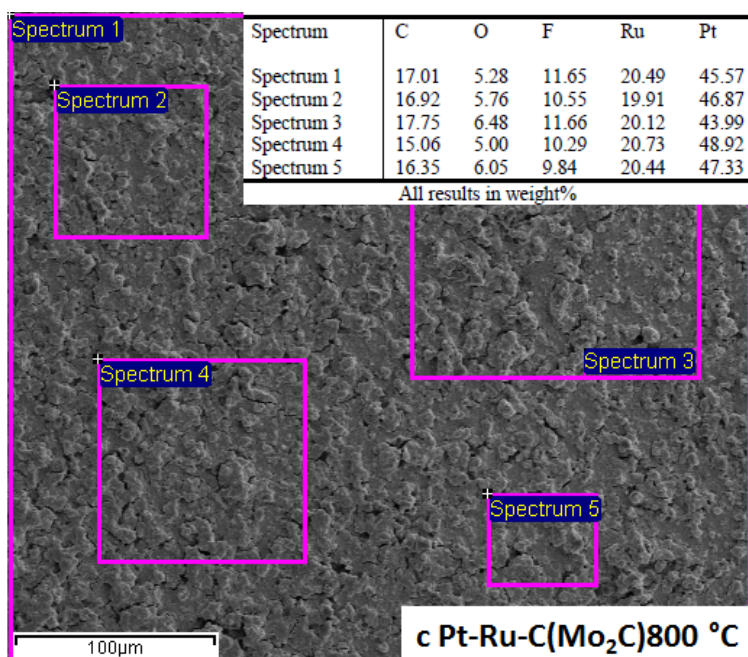 Spectrum 1
Spectrum C O F Ru Pt
Spectrum 1 17.01 5.28 11.65 20.49 45.57
Spectrum 2 16.92 5.76 10.55 19.91 46.87
Spectrum 3 17.75 6.48 11.66 20.12 43.99
Spectrum 4 15.06 5.00 10.29 20.73 48.92
Spectrum 5 16.35 6.05 9.84 20.44 47.33
All results in weight%
Spectrum 2
Spectrum 3
Spectrum 4
Spectrum 5
100μm
c Pt-Ru-C(Mo₂C)800 °C